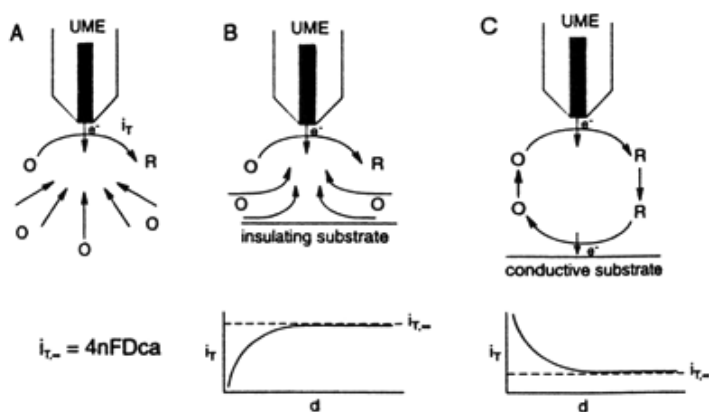 A
UME
e⁻
i_T
O
R
O
O
O
i_T,∞ = 4nFDca
B
UME
e⁻
O
R
O
O
insulating substrate
i_T
i_T,∞
d
C
UME
e⁻
O
R
O
R
e⁻
conductive substrate
i_T
i_T,∞
d